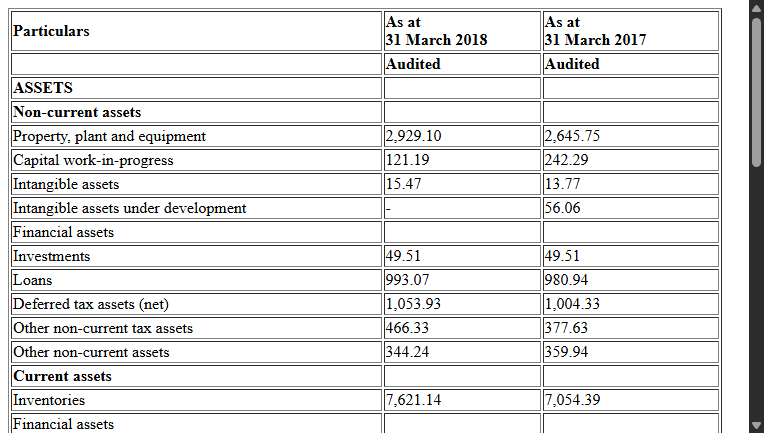 Particulars As at 31 March 2018 As at 31 March 2017
Audited Audited
ASSETS
Non-current assets
Property, plant and equipment 2,929.10 2,645.75
Capital work-in-progress 121.19 242.29
Intangible assets 15.47 13.77
Intangible assets under development - 56.06
Financial assets
Investments 49.51 49.51
Loans 993.07 980.94
Deferred tax assets (net) 1,053.93 1,004.33
Other non-current tax assets 466.33 377.63
Other non-current assets 344.24 359.94
Current assets
Inventories 7,621.14 7,054.39
Financial assets